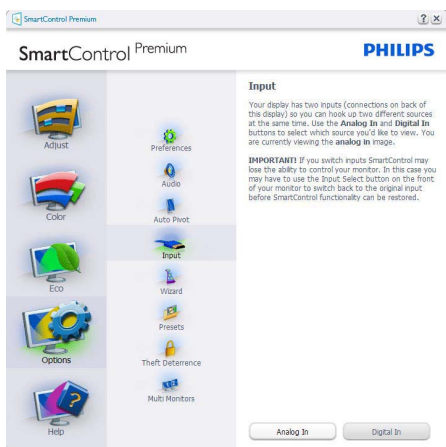 SmartControl Premium
? X
SmartControl Premium
PHILIPS
Adjust
Color
Eco
Options
Help
Preferences
Audio
Auto Pivot
Input
Wizard
Presets
Theft Deterrence
Multi Monitors
Input
Your display has two inputs (connections on back of
this display) so you can hook up two different sources
at the same time. Use the Analog In and Digital In
buttons to select which source you'd like to view. You
are currently viewing the analog in image.
IMPORTANT! If you switch inputs SmartControl may
lose the ability to control your monitor. In this case you
may have to use the Input Select button on the front
of your monitor to switch back to the original input
before SmartControl functionality can be restored.
Analog In
Digital In